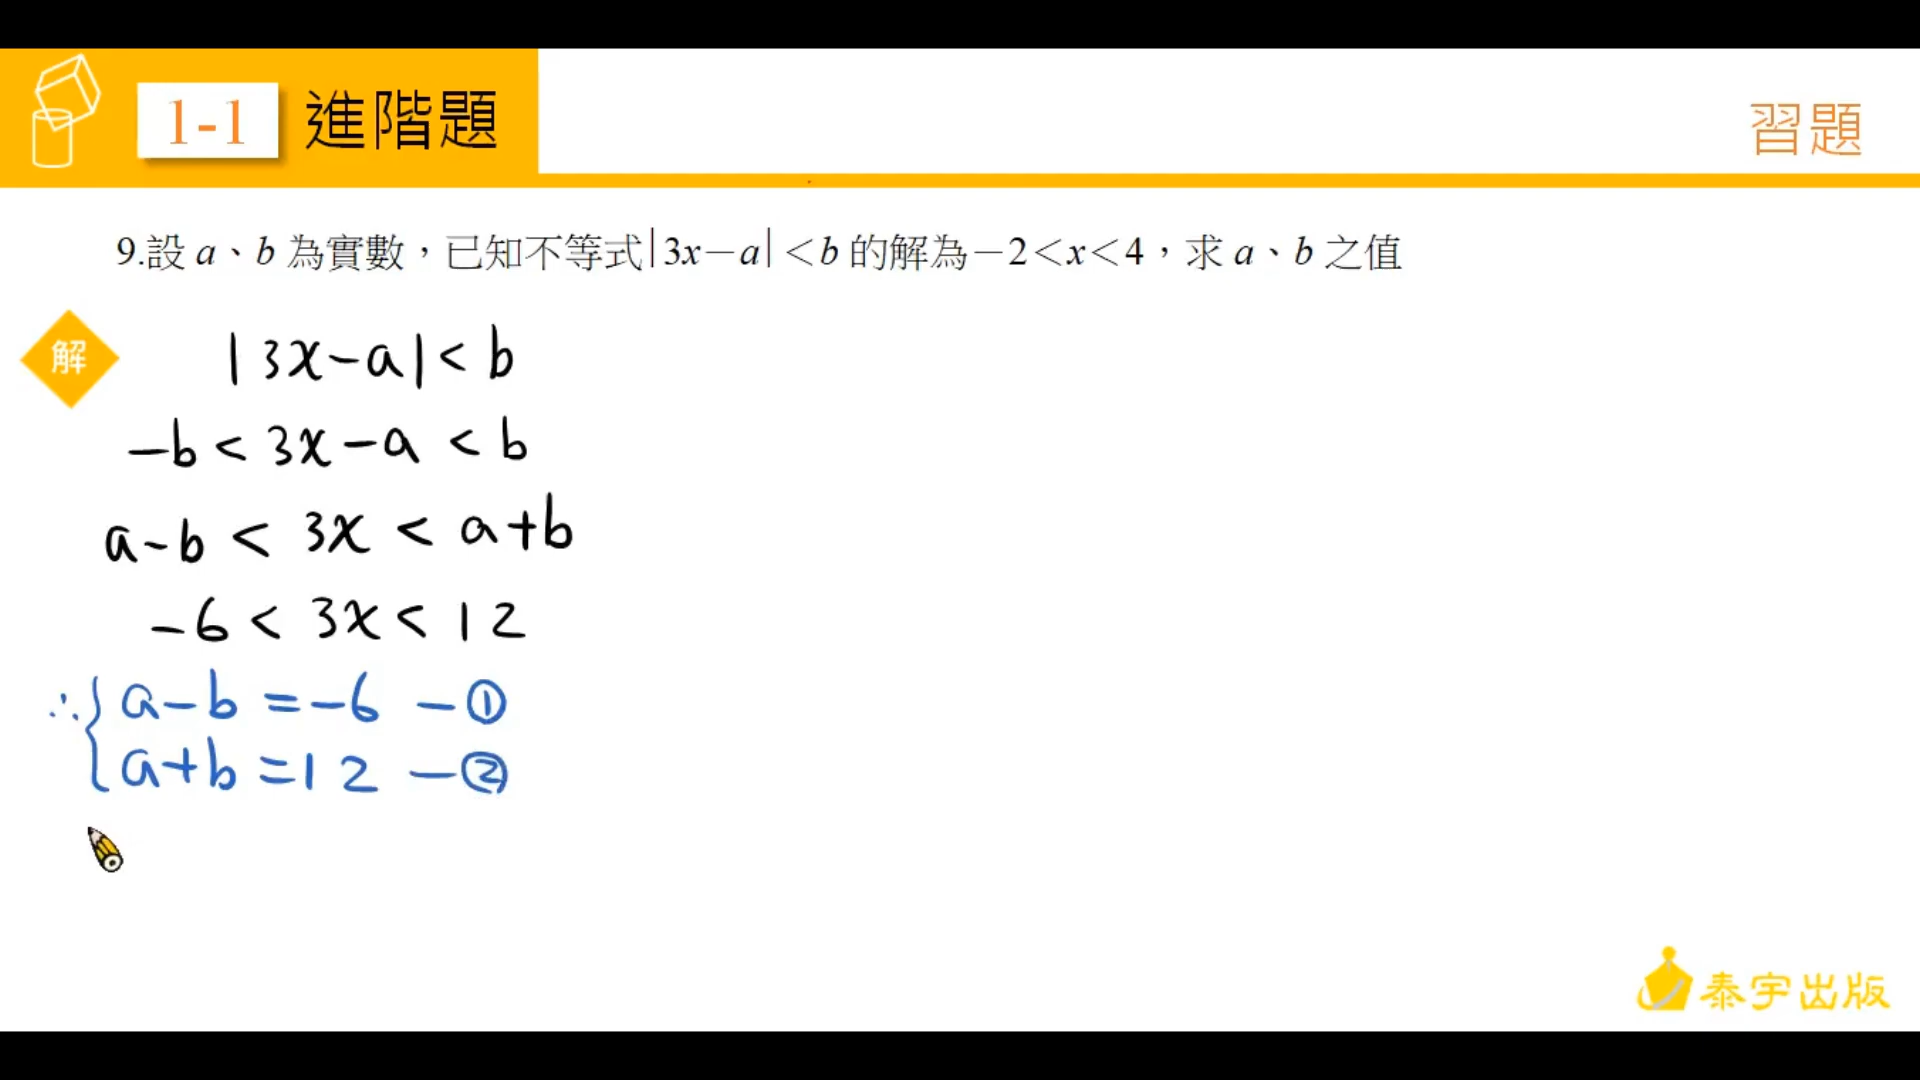 1-1 進階題
習題
9.設 a、b 為實數，已知不等式|3x－a|＜b 的解為－2＜x＜4，求 a、b 之值
解
|3x-a|<b
-b<3x-a<b
a-b<3x<a+b
-6<3x<12
∴{a-b=-6 -①
a+b=12 -②
泰宇出版